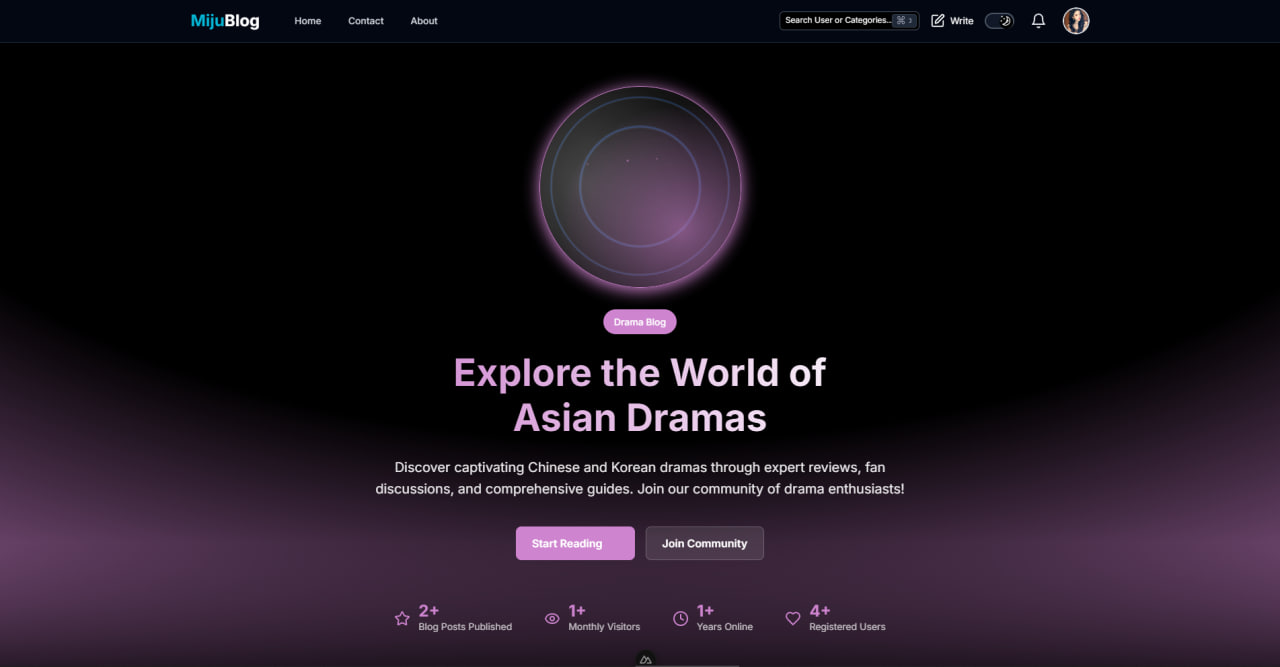 MijuBlog
Home
Contact
About
Search User or Categories...
Write
Drama Blog
Explore the World of
Asian Dramas
Discover captivating Chinese and Korean dramas through expert reviews, fan
discussions, and comprehensive guides. Join our community of drama enthusiasts!
Start Reading
Join Community
2+
Blog Posts Published
1+
Monthly Visitors
1+
Years Online
4+
Registered Users